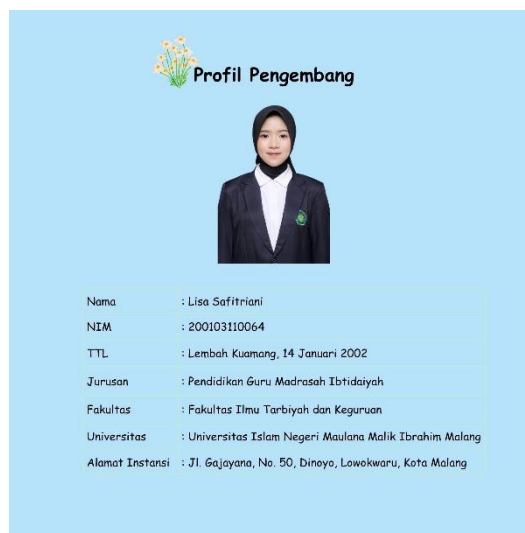 Profil Pengembang
Nama : Lisa Safitriani
NIM : 200103110064
TTL : Lembah Kuamang, 14 Januari 2002
Jurusan : Pendidikan Guru Madrasah Ibtidaiyah
Fakultas : Fakultas Ilmu Tarbiyah dan Keguruan
Universitas : Universitas Islam Negeri Maulana Malik Ibrahim Malang
Alamat Instansi : Jl. Gajayana, No. 50, Dinoyo, Lowokwaru, Kota Malang